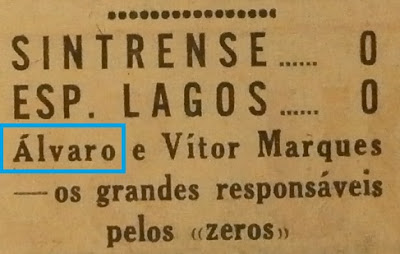 SINTRENSE...... 0
ESP. LAGOS...... 0
Álvaro e Vítor Marques
— os grandes responsáveis
pelos «zeros»